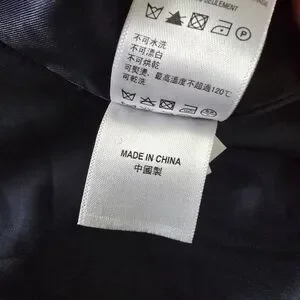 SEULEMENT
P
不可水洗
不可漂白
不可烘乾
可熨燙，最高溫度不超過120℃
可乾洗
P
MADE IN CHINA
中國製